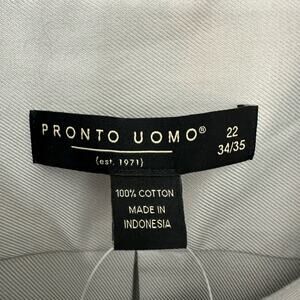 PRONTO UOMO®
(est. 1971)
22
34/35
100% COTTON
MADE IN
INDONESIA